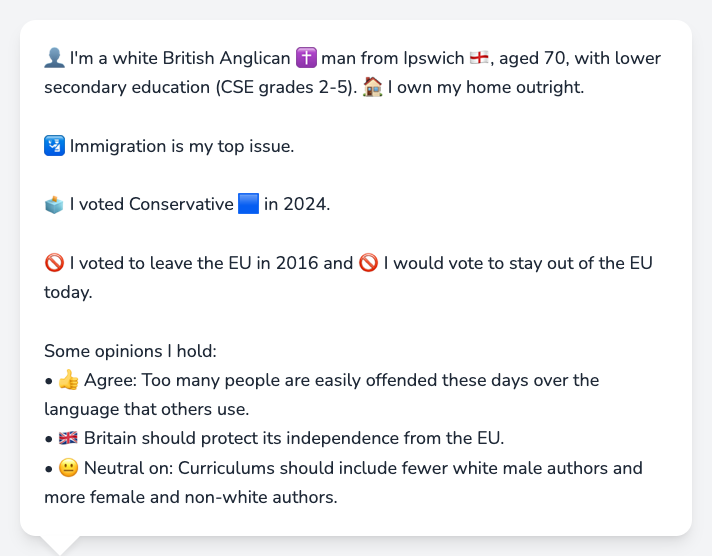 👤 I'm a white British Anglican ✝️ man from Ipswich 🏴󠁧󠁢󠁥󠁮󠁧󠁿, aged 70, with lower
secondary education (CSE grades 2-5). 🏠 I own my home outright.
🛂 Immigration is my top issue.
🗳️ I voted Conservative 🟦 in 2024.
🚫 I voted to leave the EU in 2016 and 🚫 I would vote to stay out of the EU
today.
Some opinions I hold:
• 👍 Agree: Too many people are easily offended these days over the
language that others use.
• 🇬🇧 Britain should protect its independence from the EU.
• 😐 Neutral on: Curriculums should include fewer white male authors and
more female and non-white authors.